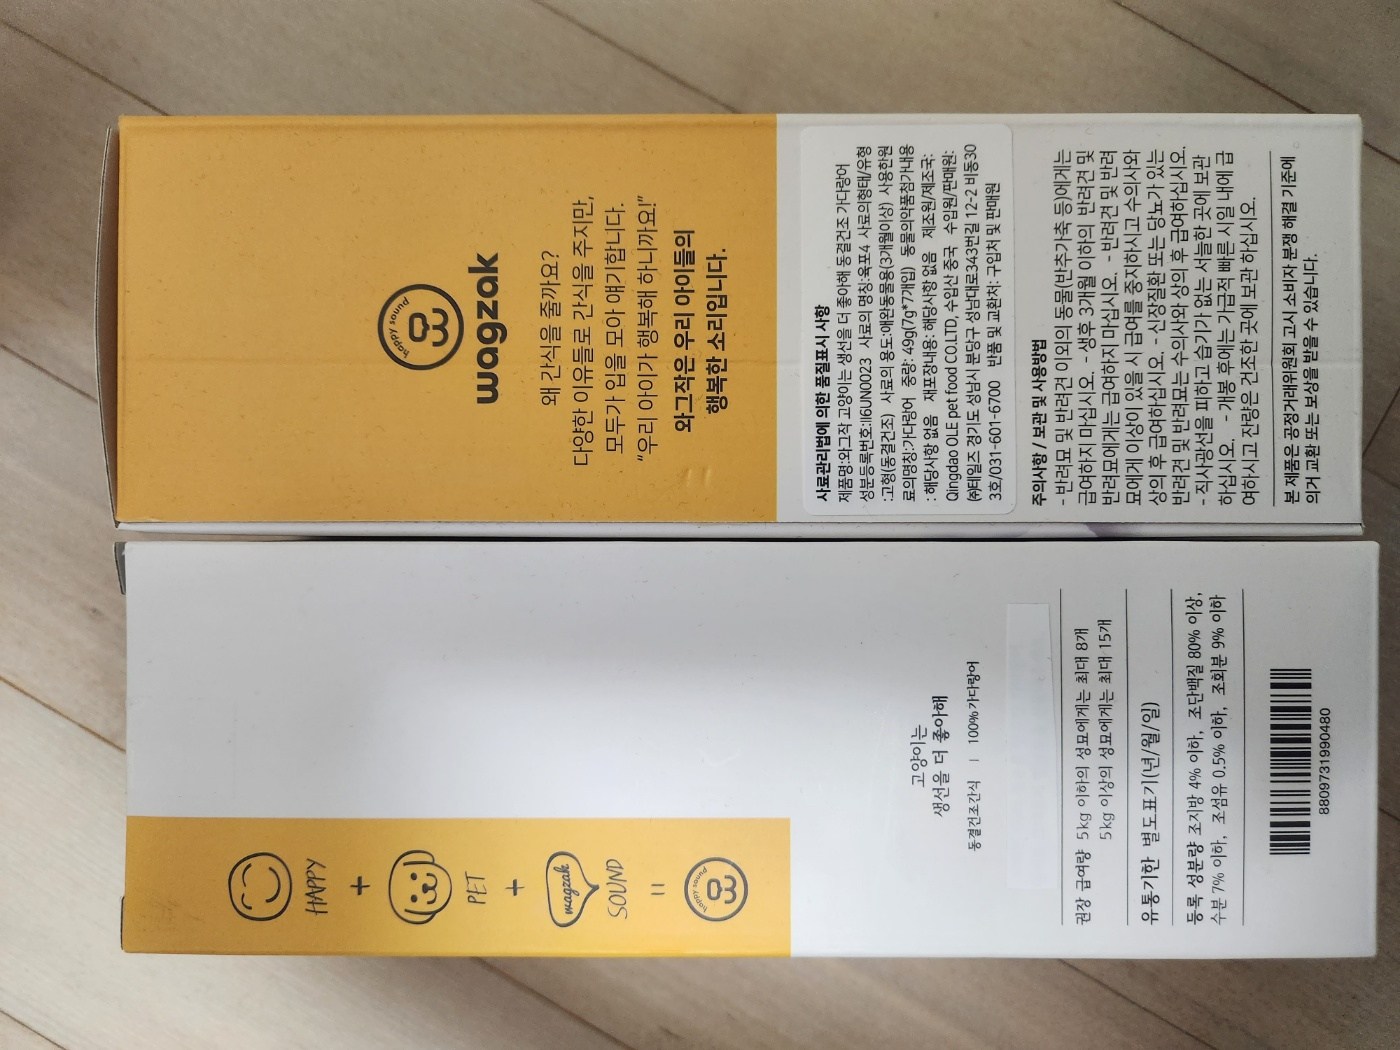 happy sound
wagzak
왜 간식을 줄까요?
다양한 이유들로 간식을 주지만,
모두가 입을 모아 얘기합니다.
“우리 아이가 행복해 하니까요!”
와그작은 우리 아이들의
행복한 소리입니다.
사료관리법에 의한 품질표시 사항
제품명:와그작 고양이는 생선을 더 좋아해 동결건조 가다랑어
성분등록번호:II6UN0023 사료의 명칭:육포4 사료의형태/유형
:고형(동결건조) 사료의 용도:애완동물용(3개월이상) 사용한원
료의명칭:가다랑어 중량: 49g(7g*7개입) 동물의약품첨가내용
: 해당사항 없음 재포장내용: 해당사항 없음 제조원/제조국:
Qingdao OLE pet food CO.LTD, 수입산 중국 수입원/판매원:
㈜테일즈 경기도 성남시 분당구 성남대로343번길 12-2 비동30
3호/031-601-6700 반품 및 교환처: 구입처 및 판매원
주의사항 / 보관 및 사용방법
- 반려묘 및 반려견 이외의 동물(반추가축 등)에게는
급여하지 마십시오. - 생후 3개월 이하의 반려견 및
반려묘에게는 급여하지 마십시오. - 반려견 및 반려
묘에게 이상이 있을 시 급여를 중지하시고 수의사와
상의 후 급여하십시오. - 신장질환 또는 당뇨가 있는
반려견 및 반려묘는 수의사와 상의 후 급여하십시오.
- 직사광선을 피하고 습기가 없는 서늘한 곳에 보관
하십시오. - 개봉 후에는 가급적 빠른 시일 내에 급
여하시고 잔량은 건조한 곳에 보관 하십시오.
본 제품은 공정거래위원회 고시 소비자 분쟁 해결 기준에
의거 교환 또는 보상을 받을 수 있습니다.
HAPPY
+
PET
+
wagzak
SOUND
=
happy sound
고양이는
생선을 더 좋아해
동결건조간식 | 100% 가다랑어
권장 급여량 5kg 이하의 성묘에게는 최대 8개
5kg 이상의 성묘에게는 최대 15개
유통기한 별도표기(년/월/일)
등록 성분량 조지방 4% 이하, 조단백질 80% 이상,
수분 7% 이하, 조섬유 0.5% 이하, 조회분 9% 이하
8809731990480